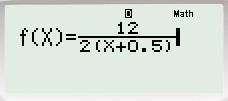 D Math
f(X)=12/2(X+0.5)